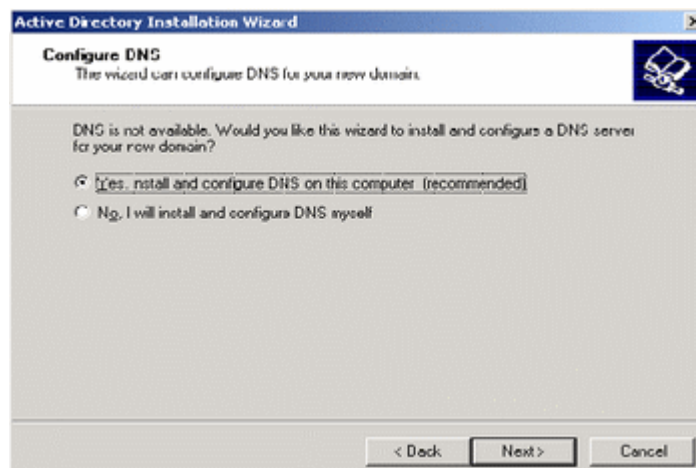 Active Directory Installation Wizard
Configure DNS
The wizard can configure DNS for your new domain.
DNS is not available. Would you like this wizard to install and configure a DNS server
for your new domain?
Yes, install and configure DNS on this computer (recommended)
No, I will install and configure DNS myself
< Back
Next >
Cancel